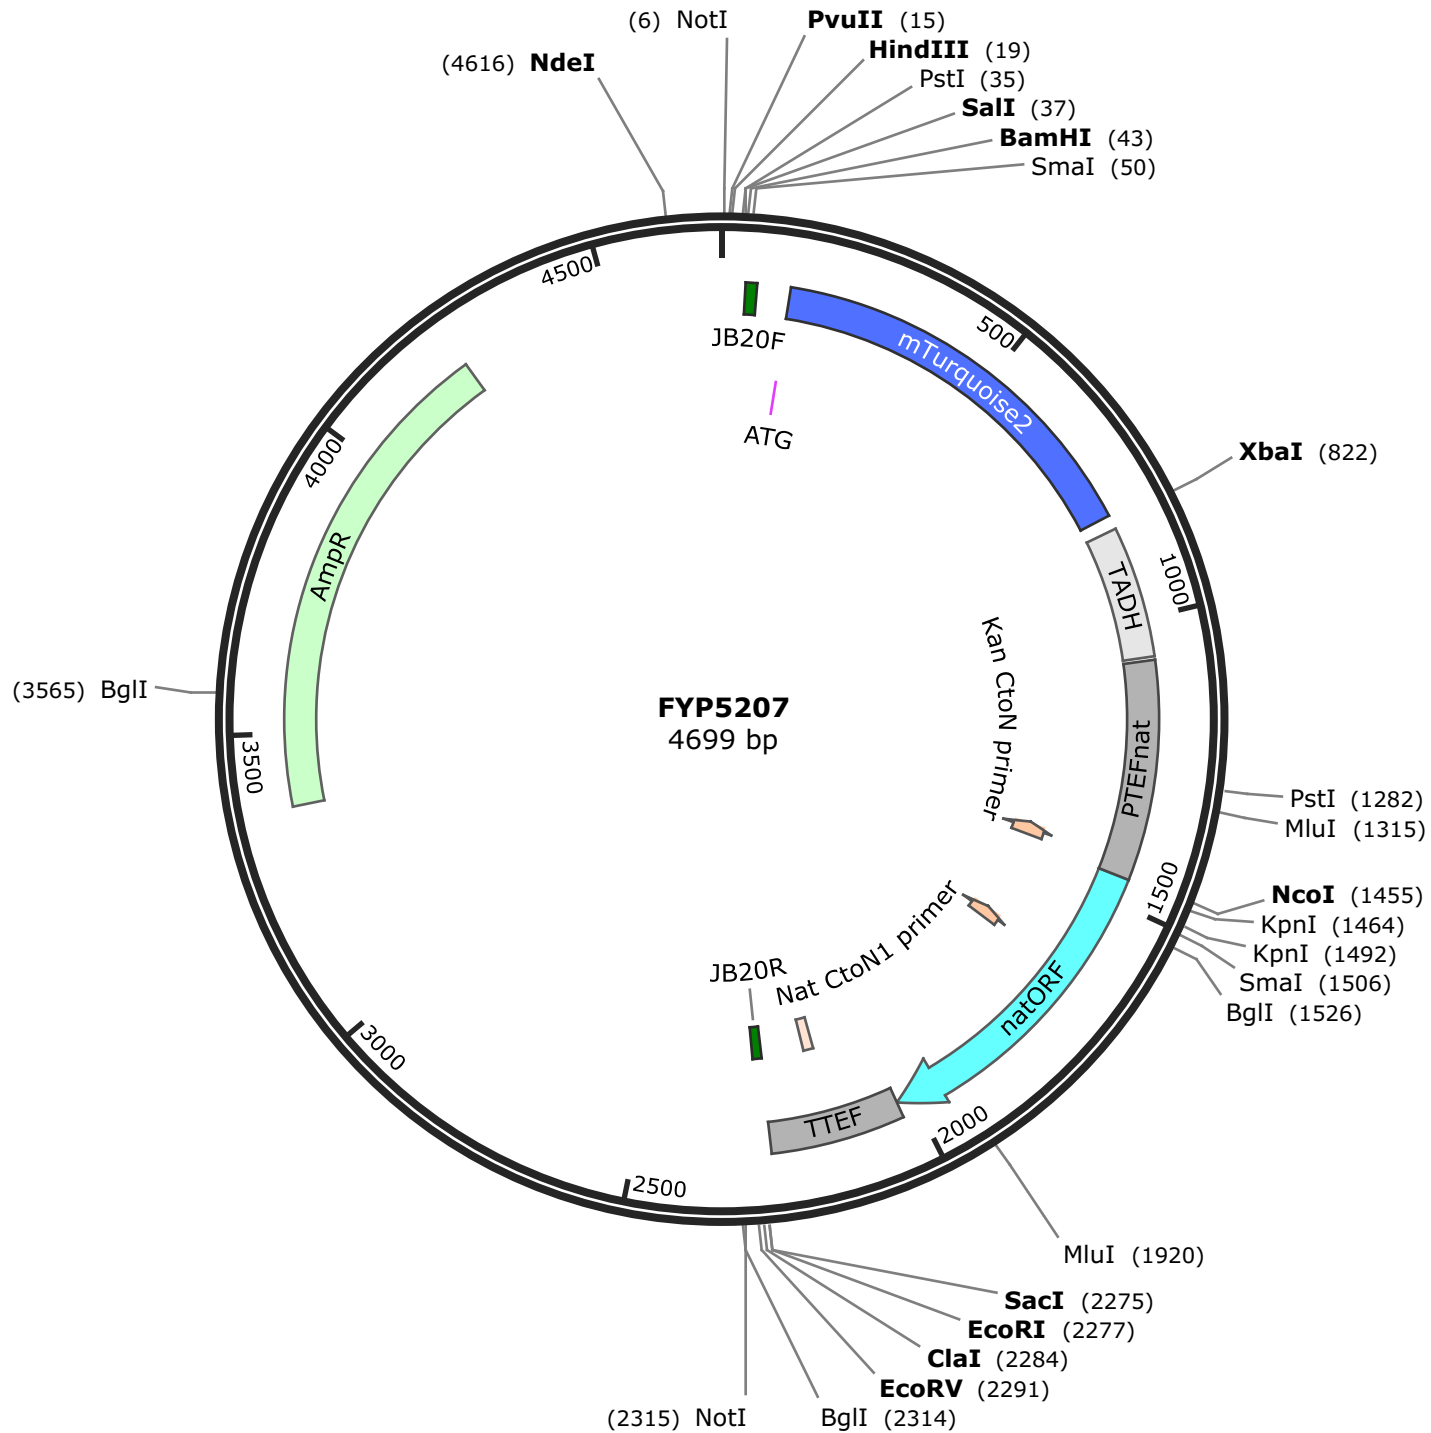 (6) NotI
PvuII (15)
HindIII (19)
(4616) NdeI
PstI (35)
SalI (37)
BamHI (43)
SmaI (50)
4500
500
JB20F
mTurquoise2
ATG
4000
XbaI (822)
AmpR
1000
TADH
Kan CtoN primer
(3565) BglI
FYP5207
4699 bp
3500
PTEFnat
PstI (1282)
MluI (1315)
1500
NcoI (1455)
KpnI (1464)
KpnI (1492)
SmaI (1506)
BglI (1526)
Nat CtoN1 primer
JB20R
natORF
3000
TTEF
2000
2500
MluI (1920)
SacI (2275)
EcoRI (2277)
ClaI (2284)
EcoRV (2291)
(2315) NotI
BglI (2314)